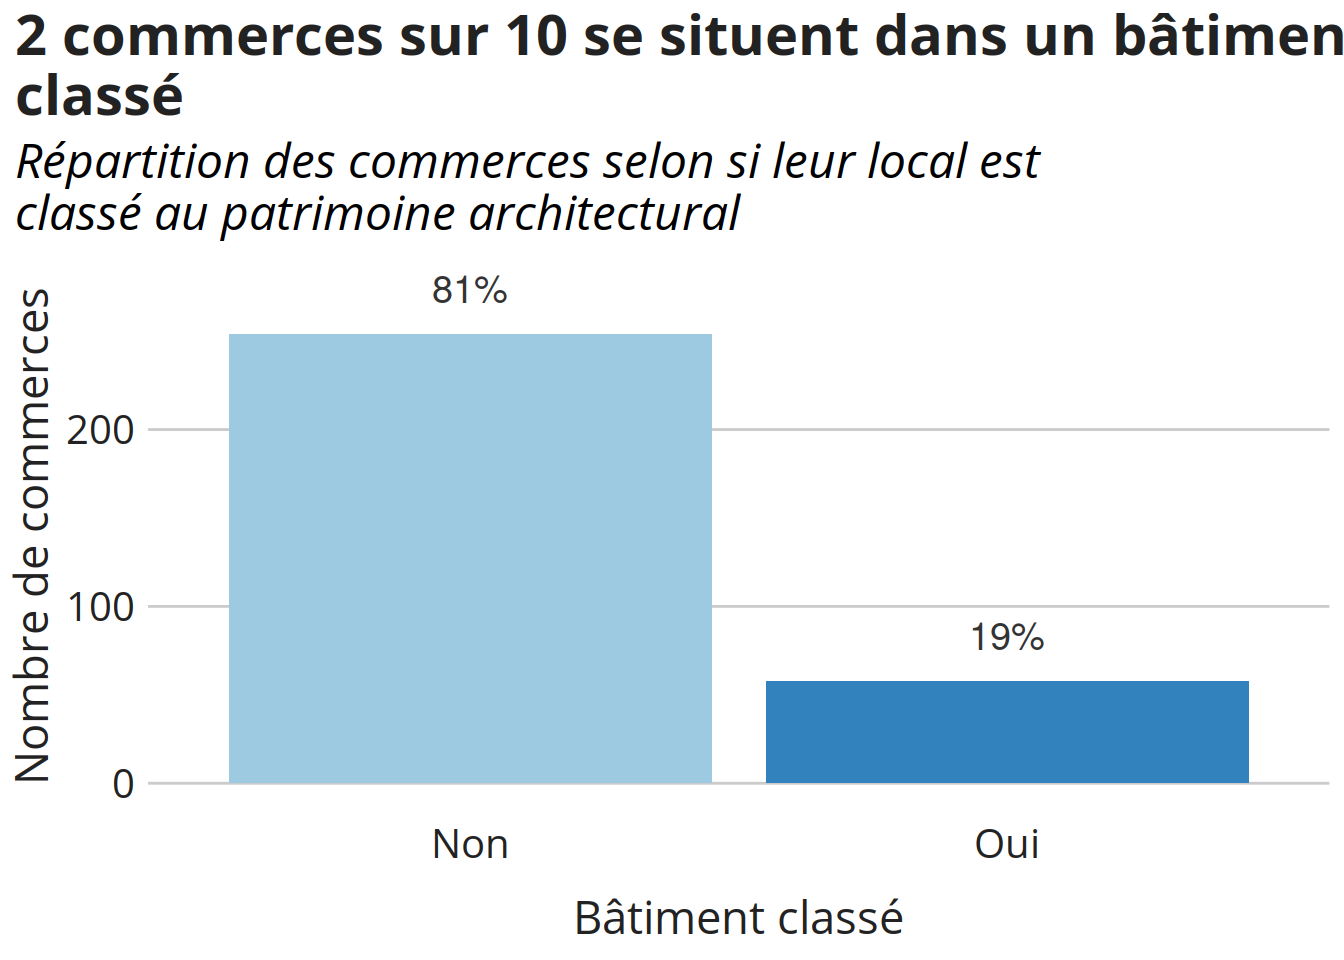 2 commerces sur 10 se situent dans un bâtimen
classé
Répartition des commerces selon si leur local est
classé au patrimoine architectural
81%
Nombre de commerces
200
100
19%
0
Non Oui
Bâtiment classé